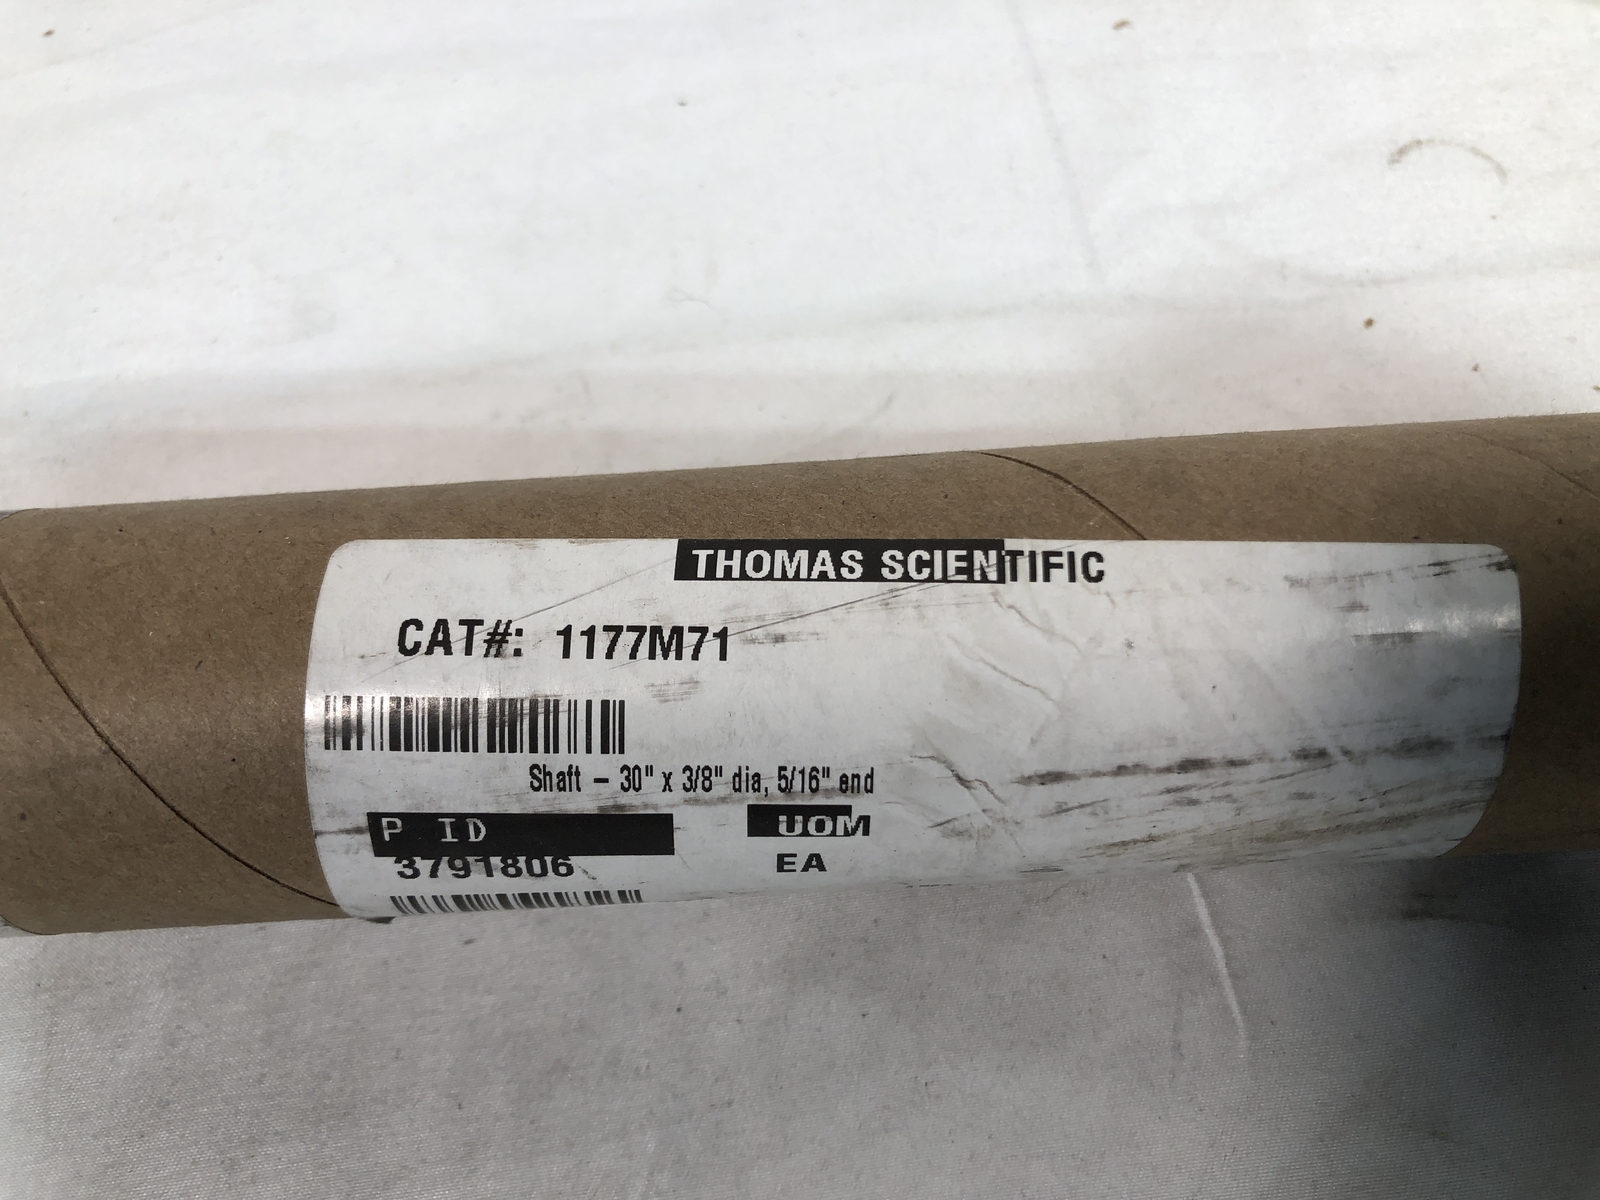 THOMAS SCIENTIFIC
CAT#: 1177M71
Shaft – 30" x 3/8" dia, 5/16" end
P ID UOM
3791806 EA